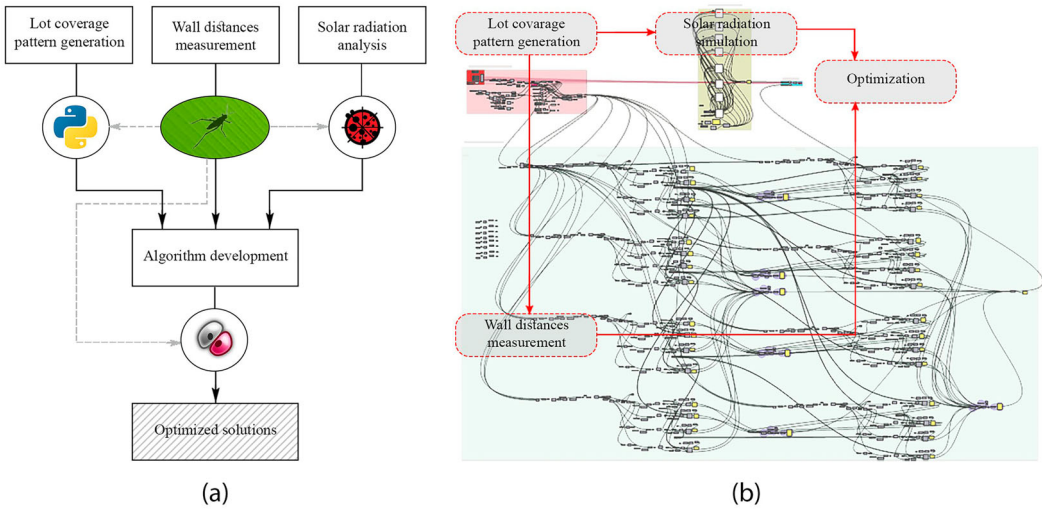 Lot coverage
pattern generation
Wall distances
measurement
Solar radiation
analysis
Algorithm development
Optimized solutions
(a)
Lot covarage
pattern generation
Solar radiation
simulation
Optimization
Wall distances
measurement
(b)